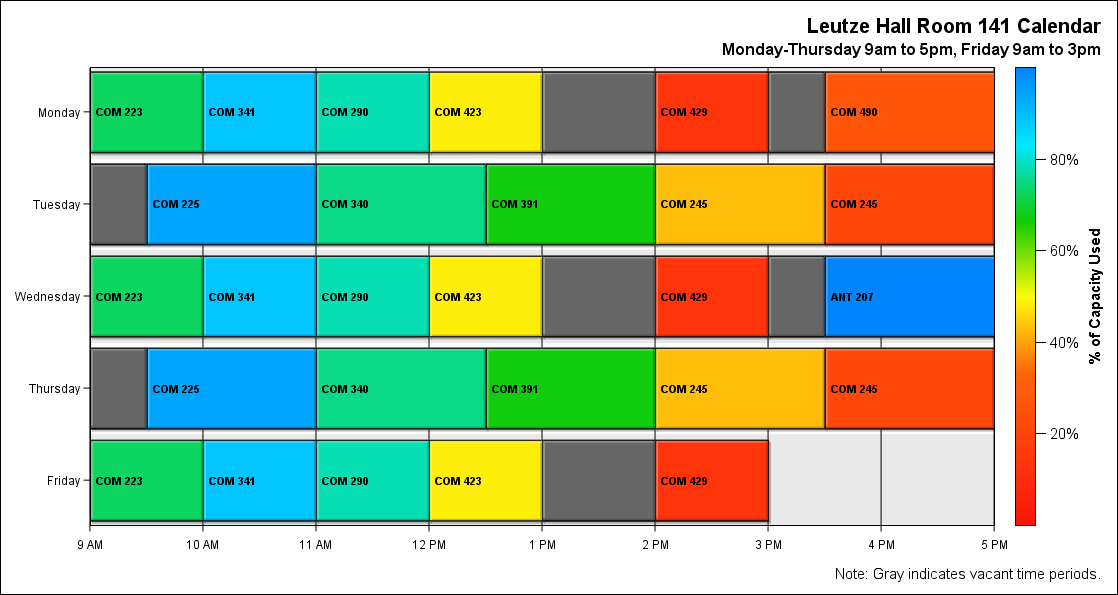 Leutze Hall Room 141 Calendar
Monday-Thursday 9am to 5pm, Friday 9am to 3pm
Monday COM 223 COM 341 COM 290 COM 423 COM 429 COM 490
Tuesday COM 225 COM 340 COM 391 COM 245 COM 245
Wednesday COM 223 COM 341 COM 290 COM 423 COM 429 ANT 207
Thursday COM 225 COM 340 COM 391 COM 245 COM 245
Friday COM 223 COM 341 COM 290 COM 423 COM 429
9 AM 10 AM 11 AM 12 PM 1 PM 2 PM 3 PM 4 PM 5 PM
80%
60%
40%
20%
% of Capacity Used
Note: Gray indicates vacant time periods.